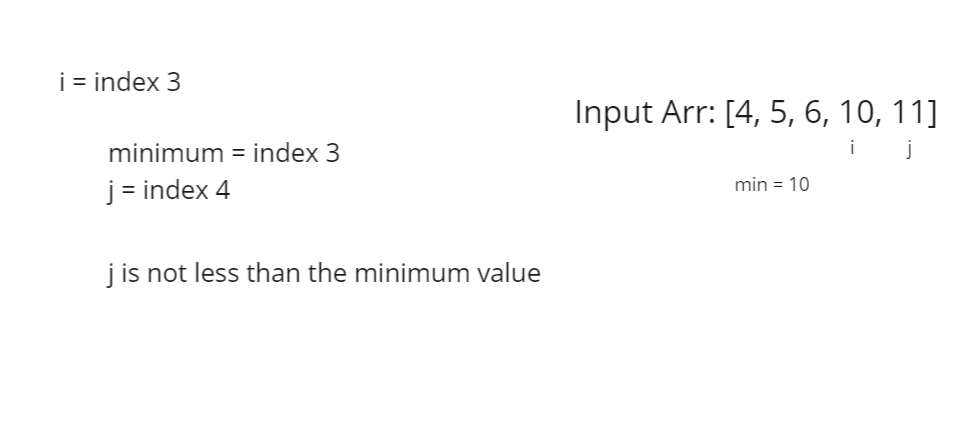 i = index 3
minimum = index 3
j = index 4
j is not less than the minimum value
Input Arr: [4, 5, 6, 10, 11]
i j
min = 10